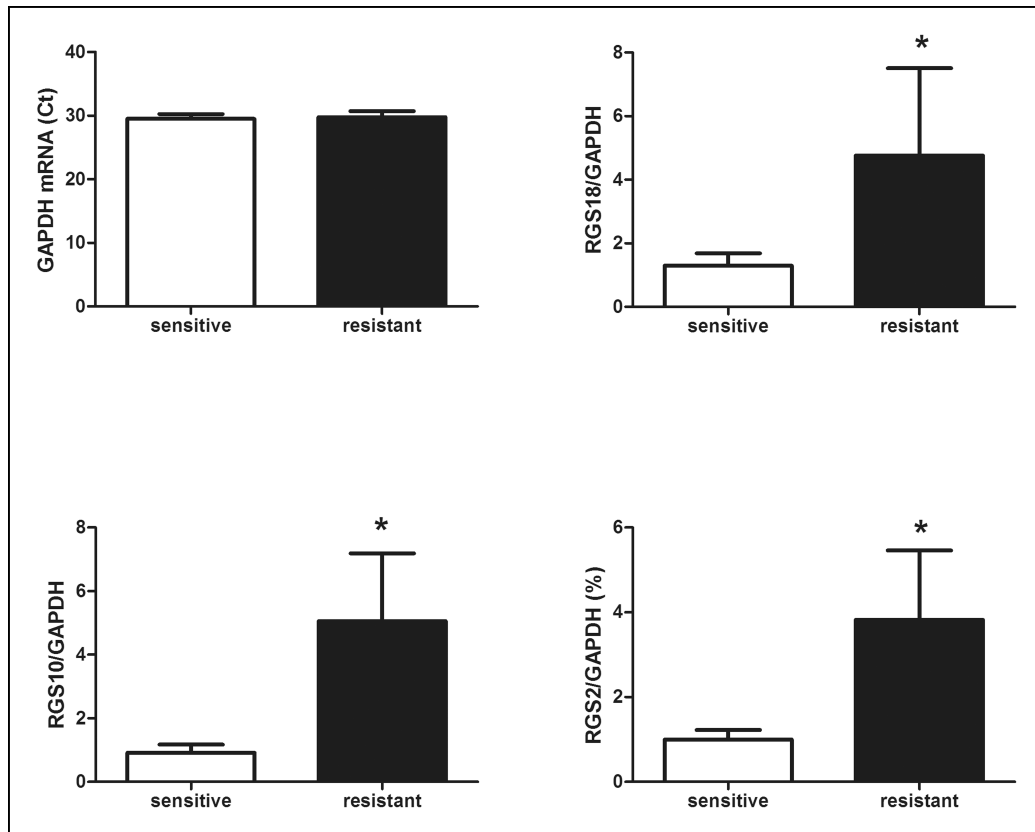 GAPDH mRNA (Ct)
40
30
20
10
0
sensitive resistant
RGS18/GAPDH
8
6
4
2
0
*
sensitive resistant
RGS10/GAPDH
8
6
4
2
0
*
sensitive resistant
RGS2/GAPDH (%)
6
4
2
0
*
sensitive resistant